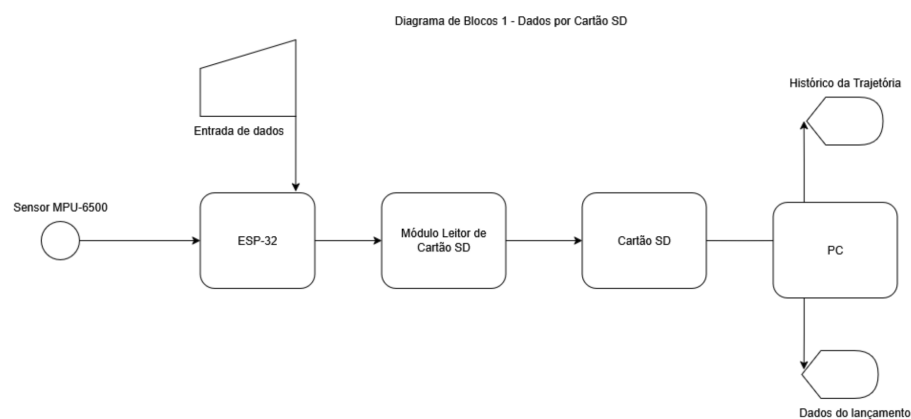 Diagrama de Blocos 1 - Dados por Cartão SD
Histórico da Trajetória
Entrada de dados
Sensor MPU-6500
ESP-32
Módulo Leitor de
Cartão SD
Cartão SD
PC
Dados do lançamento